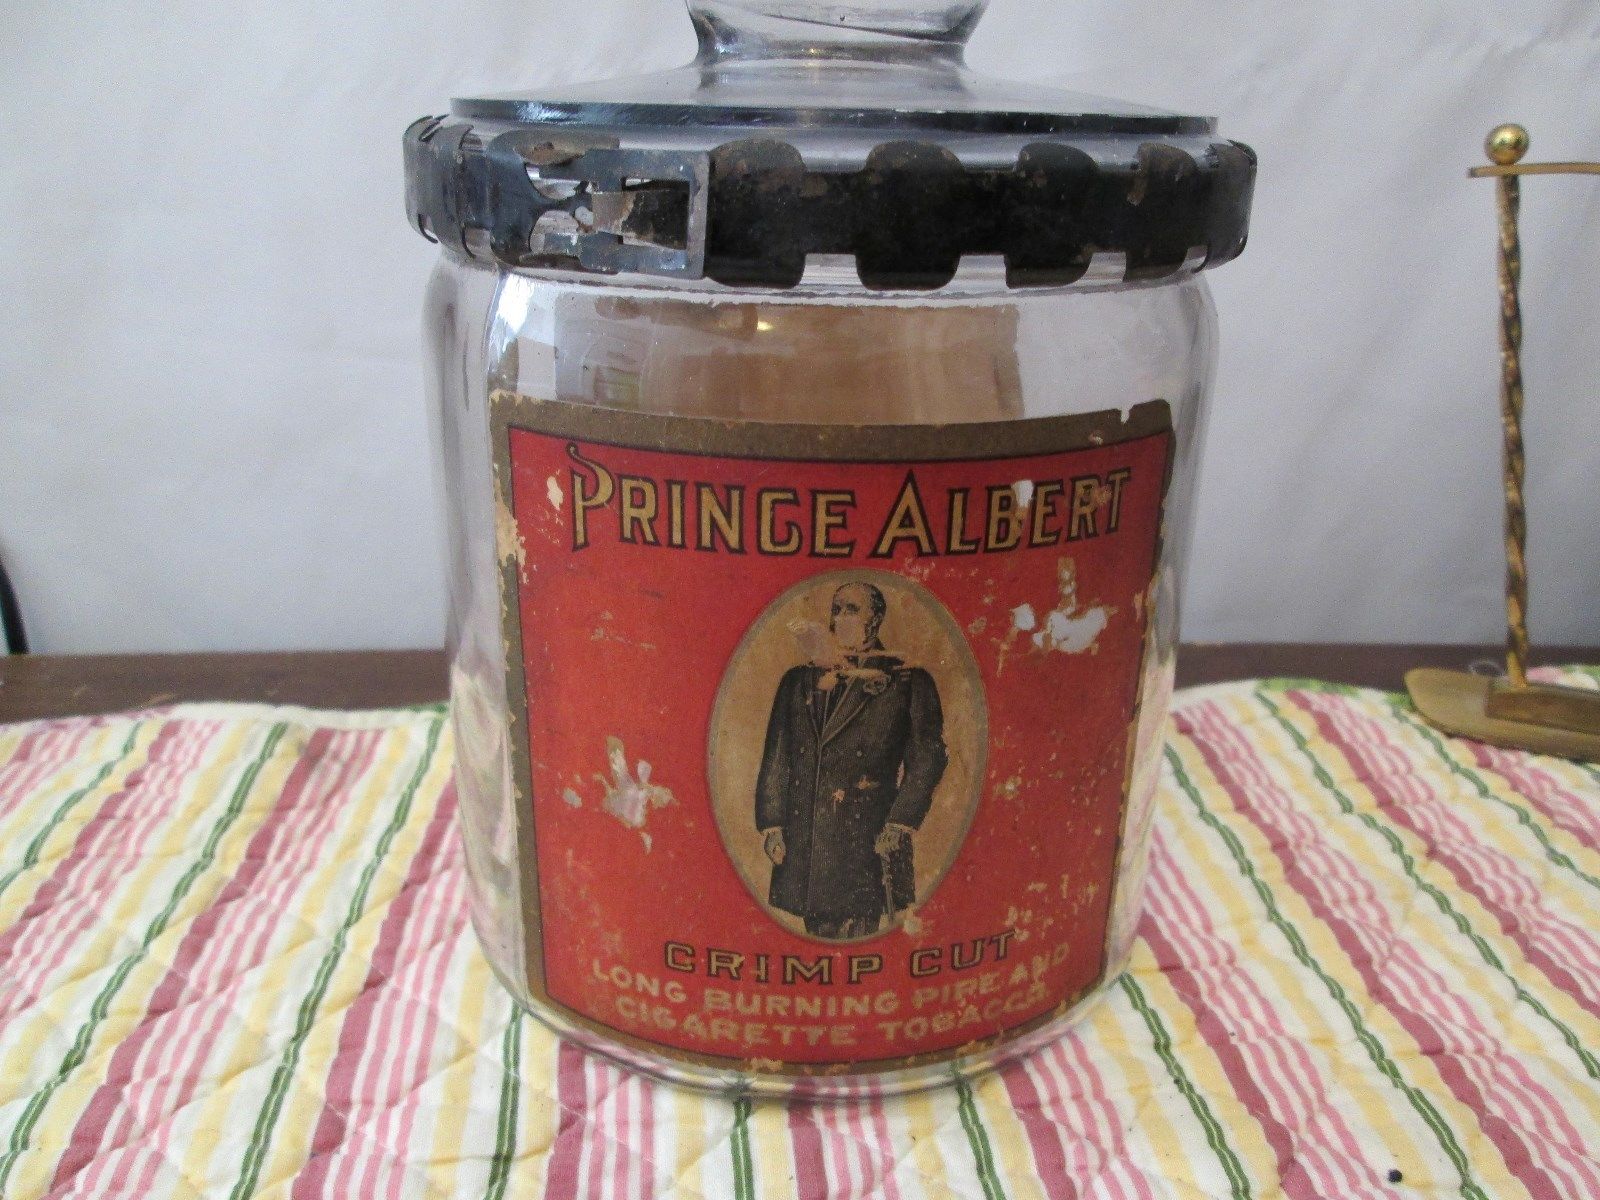 PRINCE ALBERT
CRIMP CUT
LONG BURNING PIPE AND
CIGARETTE TOBACCO